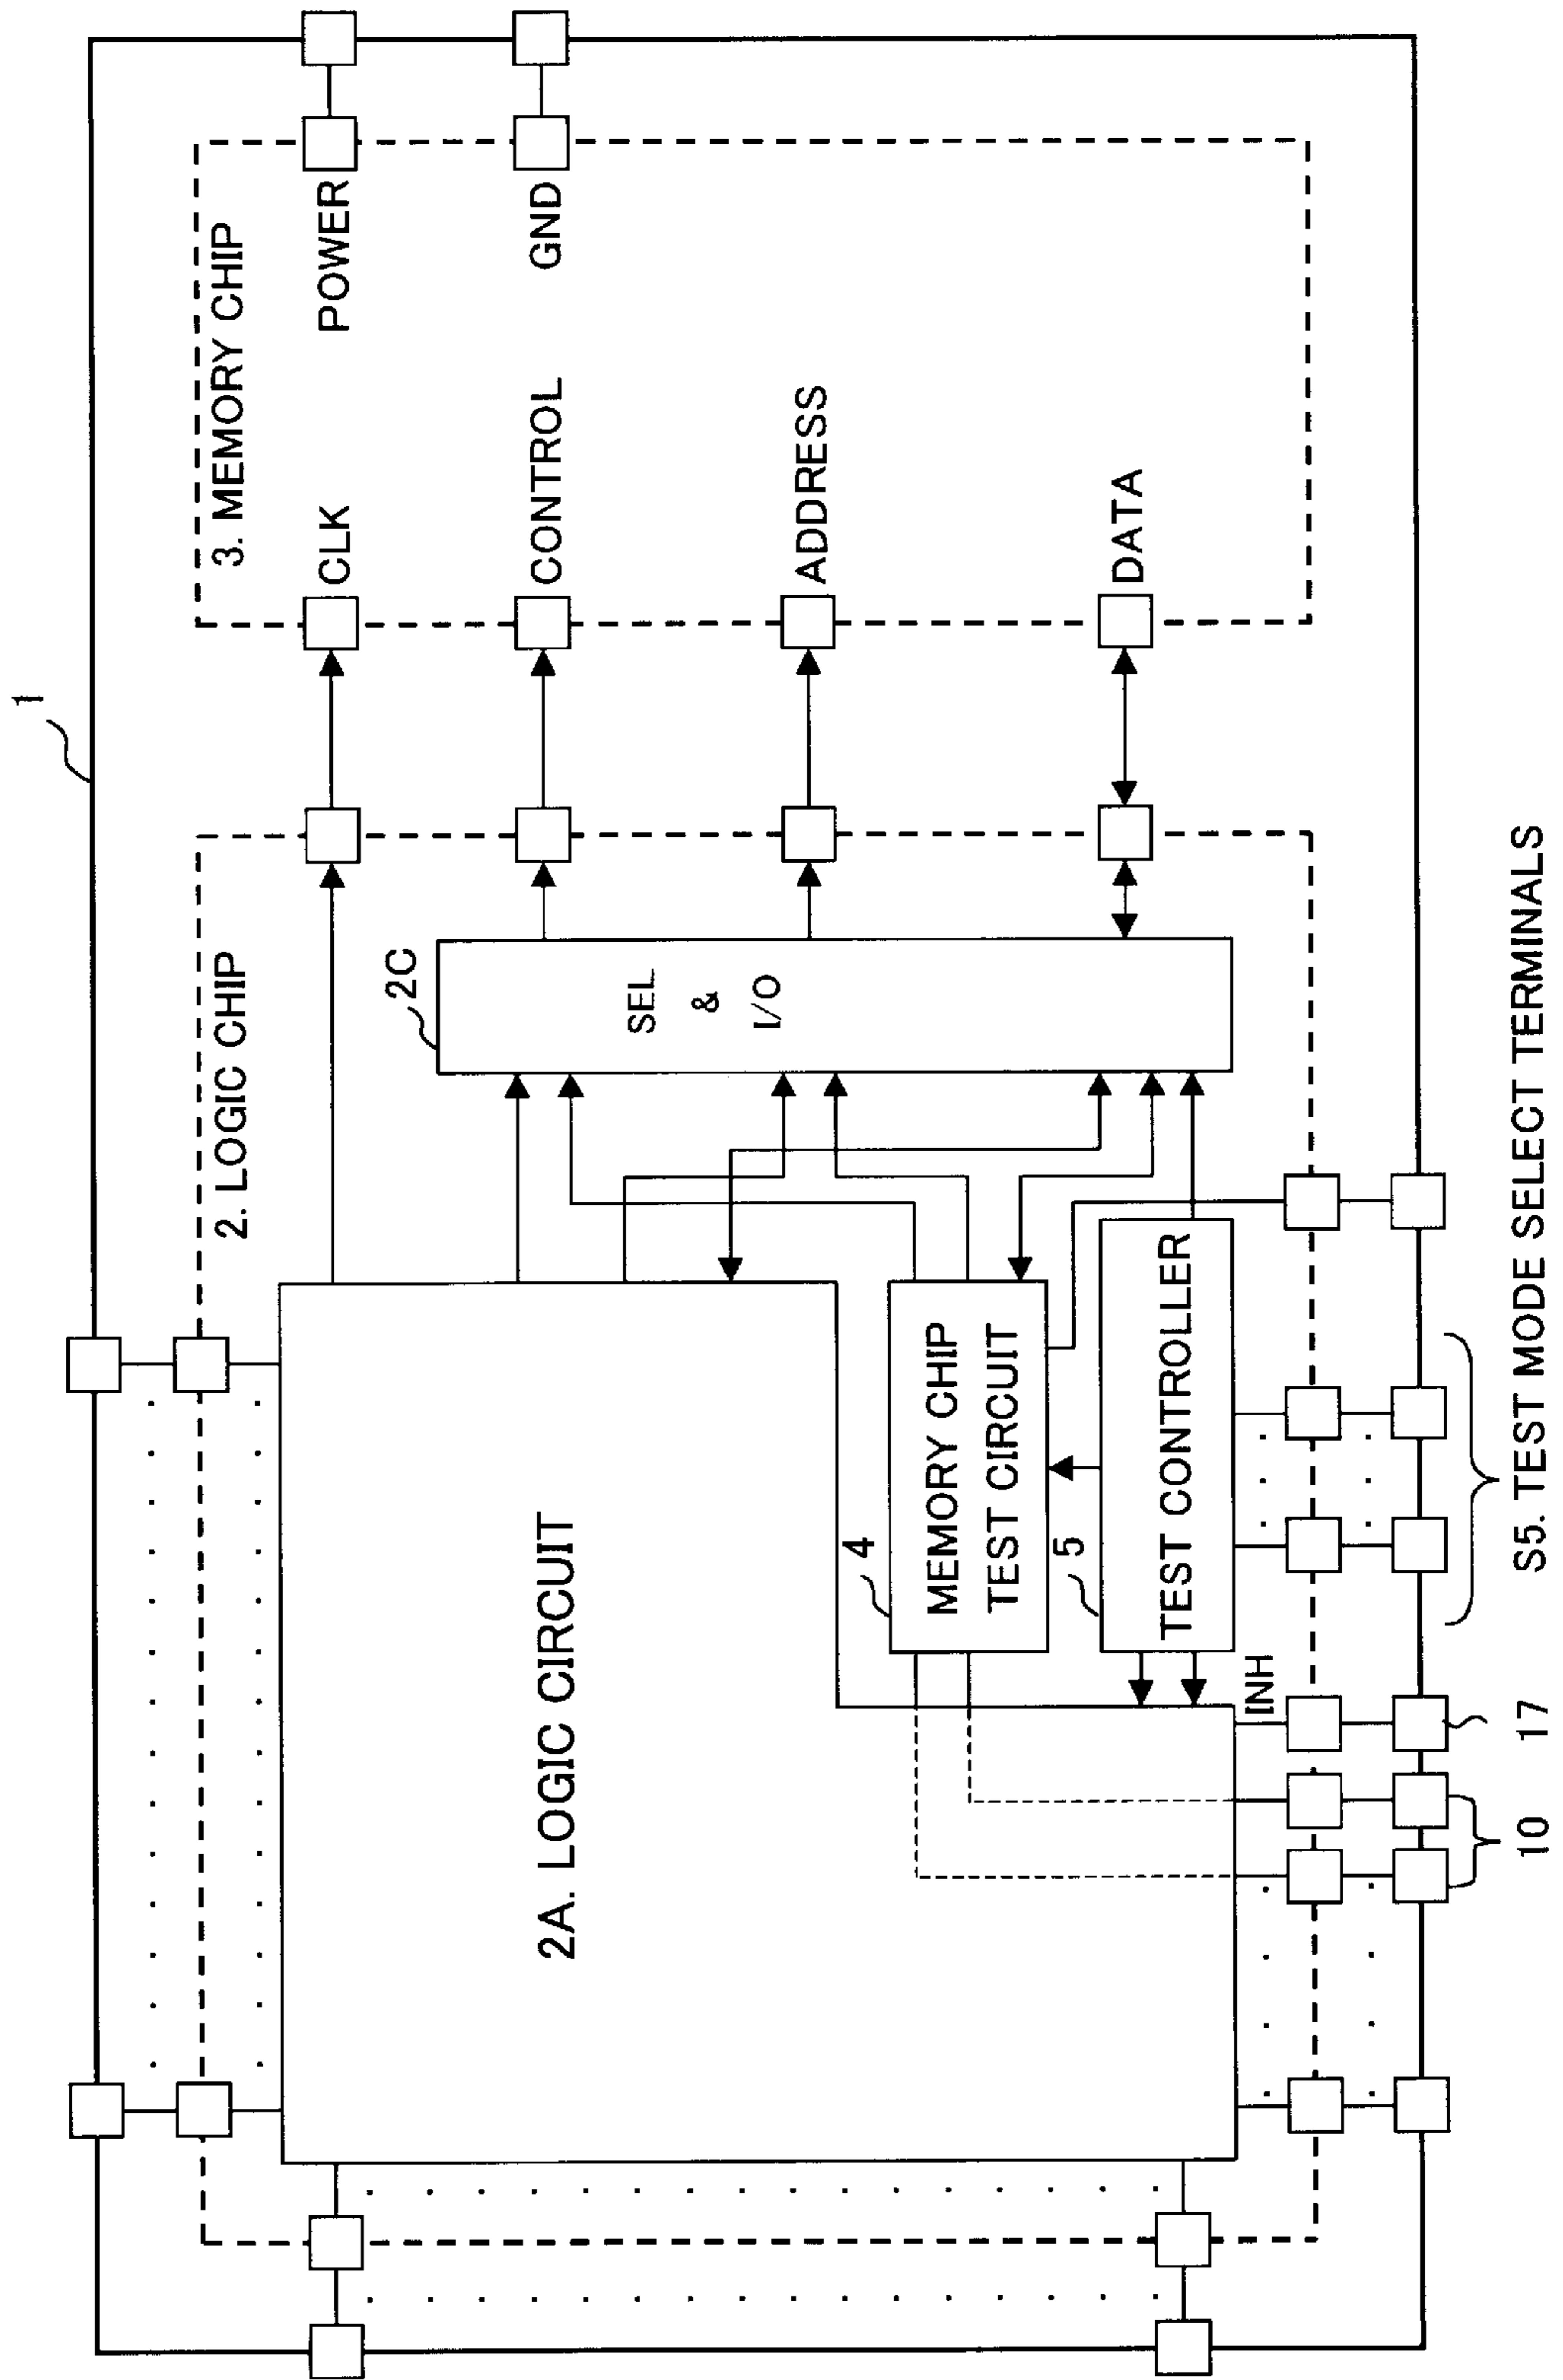 1
2. LOGIC CHIP
3. MEMORY CHIP
CLK
POWER
2A. LOGIC CIRCUIT
2C
SEL
&
I/O
CONTROL
GND
ADDRESS
DATA
4
MEMORY CHIP
TEST CIRCUIT
5
TEST CONTROLLER
INH
10
17
S5. TEST MODE SELECT TERMINALS